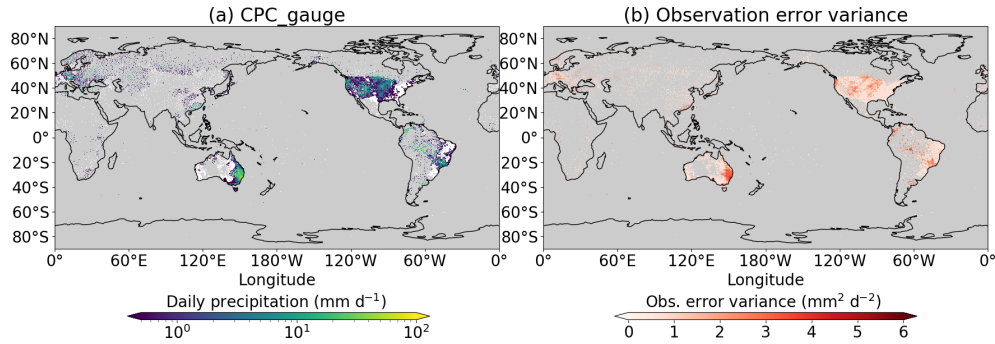 (a) CPC_gauge
80°N
60°N
40°N
20°N
0°
20°S
40°S
60°S
80°S
0° 60°E 120°E 180° 120°W 60°W 0°
Longitude
Daily precipitation (mm d⁻¹)
10⁰ 10¹ 10²
(b) Observation error variance
80°N
60°N
40°N
20°N
0°
20°S
40°S
60°S
80°S
0° 60°E 120°E 180° 120°W 60°W 0°
Longitude
Obs. error variance (mm² d⁻²)
0 1 2 3 4 5 6